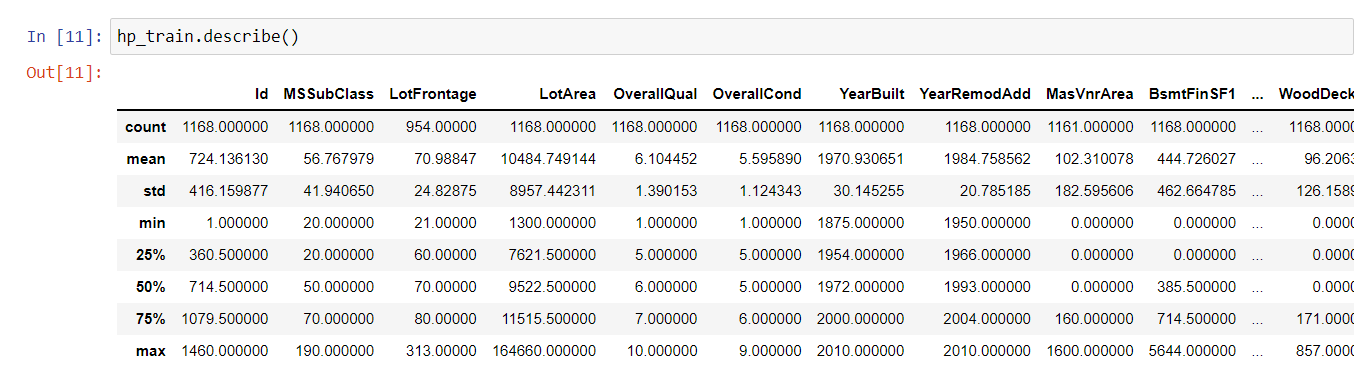 In [11]: hp_train.describe()
Out[11]:
Id MSSubClass LotFrontage LotArea OverallQual OverallCond YearBuilt YearRemodAdd MasVnrArea BsmtFinSF1 ... WoodDeck
count 1168.000000 1168.000000 954.00000 1168.000000 1168.000000 1168.000000 1168.000000 1168.000000 1161.000000 1168.000000 ... 1168.0000
mean 724.136130 56.767979 70.98847 10484.749144 6.104452 5.595890 1970.930651 1984.758562 102.310078 444.726027 ... 96.2063
std 416.159877 41.940650 24.82875 8957.442311 1.390153 1.124343 30.145255 20.785185 182.595606 462.664785 ... 126.1589
min 1.000000 20.000000 21.00000 1300.000000 1.000000 1.000000 1875.000000 1950.000000 0.000000 0.000000 ... 0.0000
25% 360.500000 20.000000 60.00000 7621.500000 5.000000 5.000000 1954.000000 1966.000000 0.000000 0.000000 ... 0.0000
50% 714.500000 50.000000 70.00000 9522.500000 6.000000 5.000000 1972.000000 1993.000000 0.000000 385.500000 ... 0.0000
75% 1079.500000 70.000000 80.00000 11515.500000 7.000000 6.000000 2000.000000 2004.000000 160.000000 714.500000 ... 171.0000
max 1460.000000 190.000000 313.00000 164660.000000 10.000000 9.000000 2010.000000 2010.000000 1600.000000 5644.000000 ... 857.0000